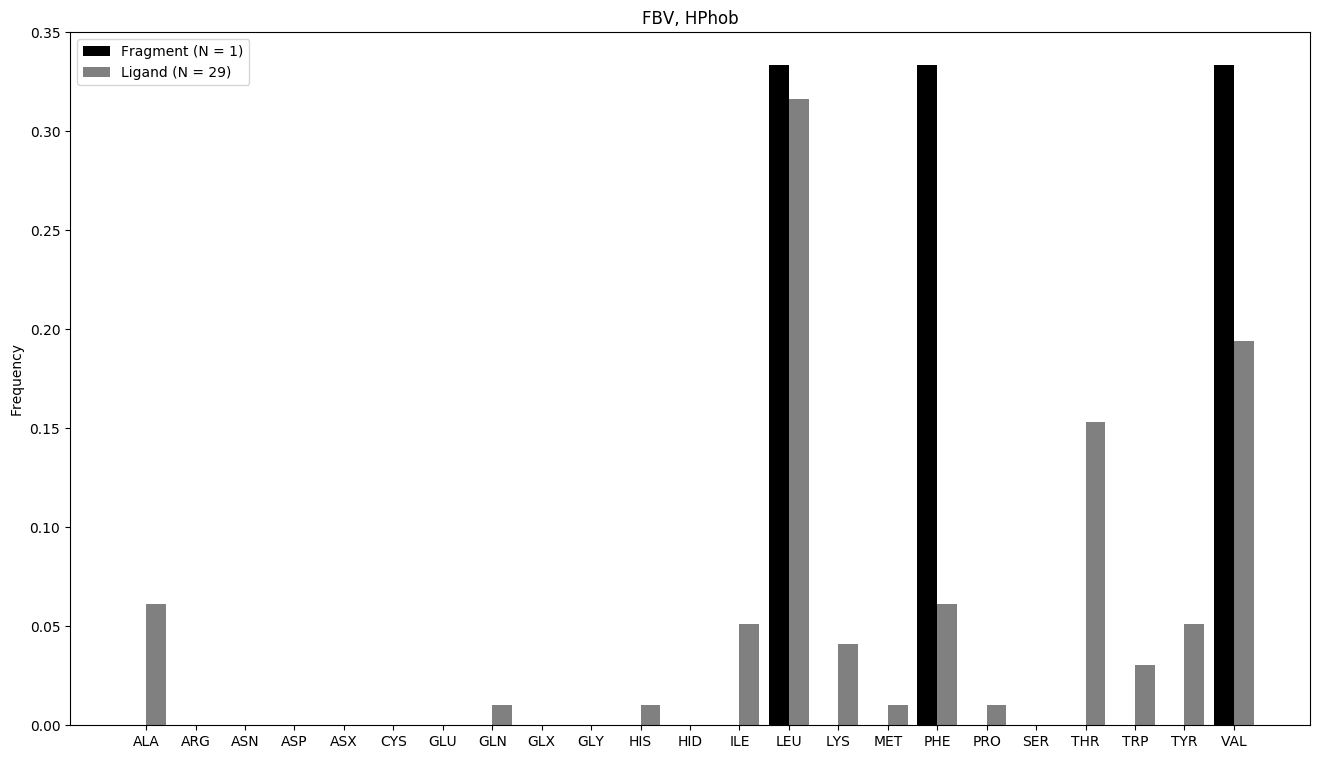 FBV, HPhob
Fragment (N = 1)
Ligand (N = 29)
Frequency
0.35
0.30
0.25
0.20
0.15
0.10
0.05
0.00
ALA ARG ASN ASP ASX CYS GLU GLN GLX GLY HIS HID ILE LEU LYS MET PHE PRO SER THR TRP TYR VAL